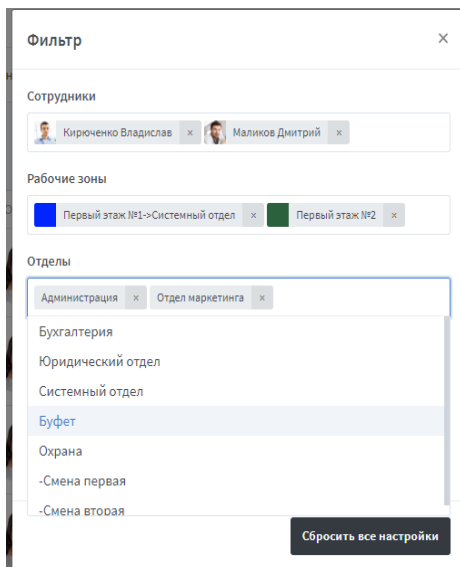 Фильтр ×
Сотрудники
Кирюченко Владислав × Маликов Дмитрий ×
Рабочие зоны
Первый этаж №1->Системный отдел × Первый этаж №2 ×
Отделы
Администрация × Отдел маркетинга ×
Бухгалтерия
Юридический отдел
Системный отдел
Буфет
Охрана
-Смена первая
-Смена вторая
Сбросить все настройки